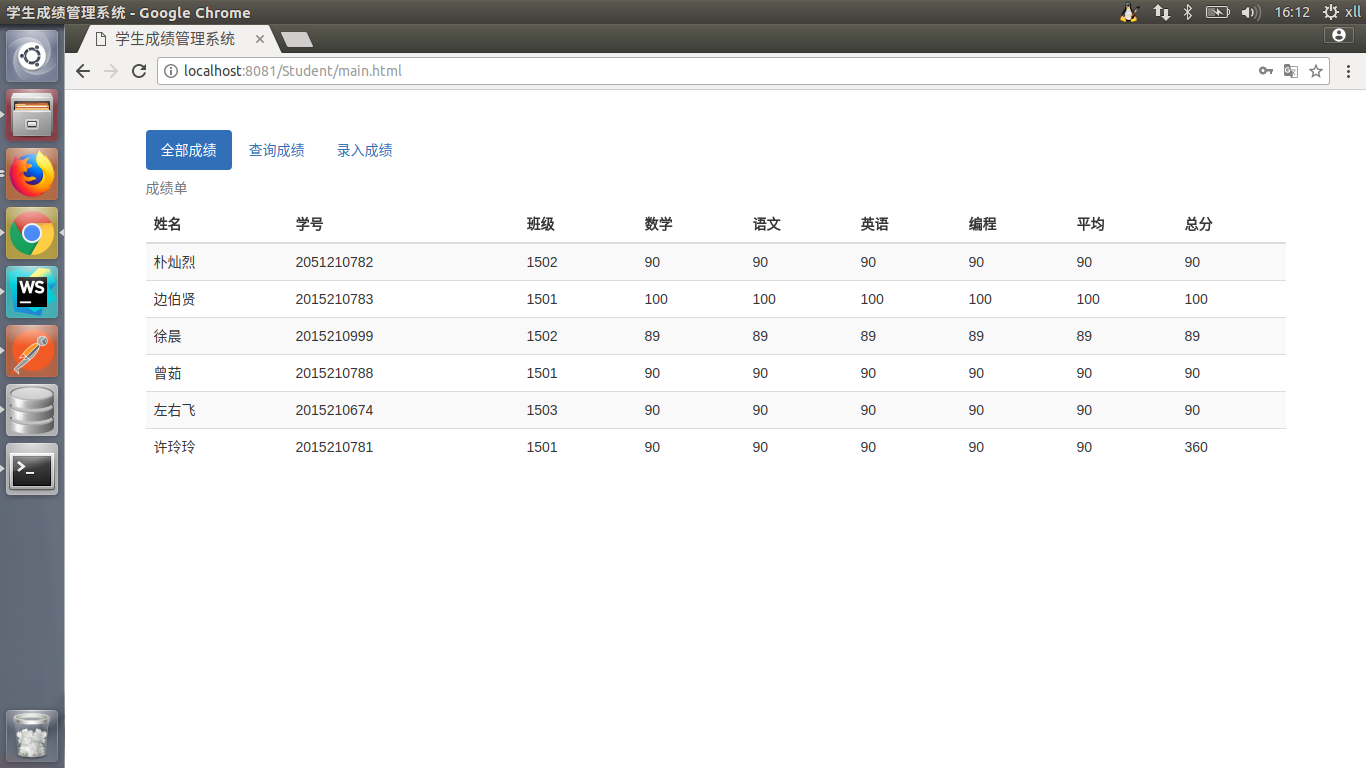 学生成绩管理系统 - Google Chrome
16:12 xll
学生成绩管理系统
localhost:8081/Student/main.html
全部成绩 查询成绩 录入成绩
成绩单
姓名 学号 班级 数学 语文 英语 编程 平均 总分
朴灿烈 2051210782 1502 90 90 90 90 90 90
边伯贤 2015210783 1501 100 100 100 100 100 100
徐晨 2015210999 1502 89 89 89 89 89 89
曾茹 2015210788 1501 90 90 90 90 90 90
左右飞 2015210674 1503 90 90 90 90 90 90
许玲玲 2015210781 1501 90 90 90 90 90 360
WS